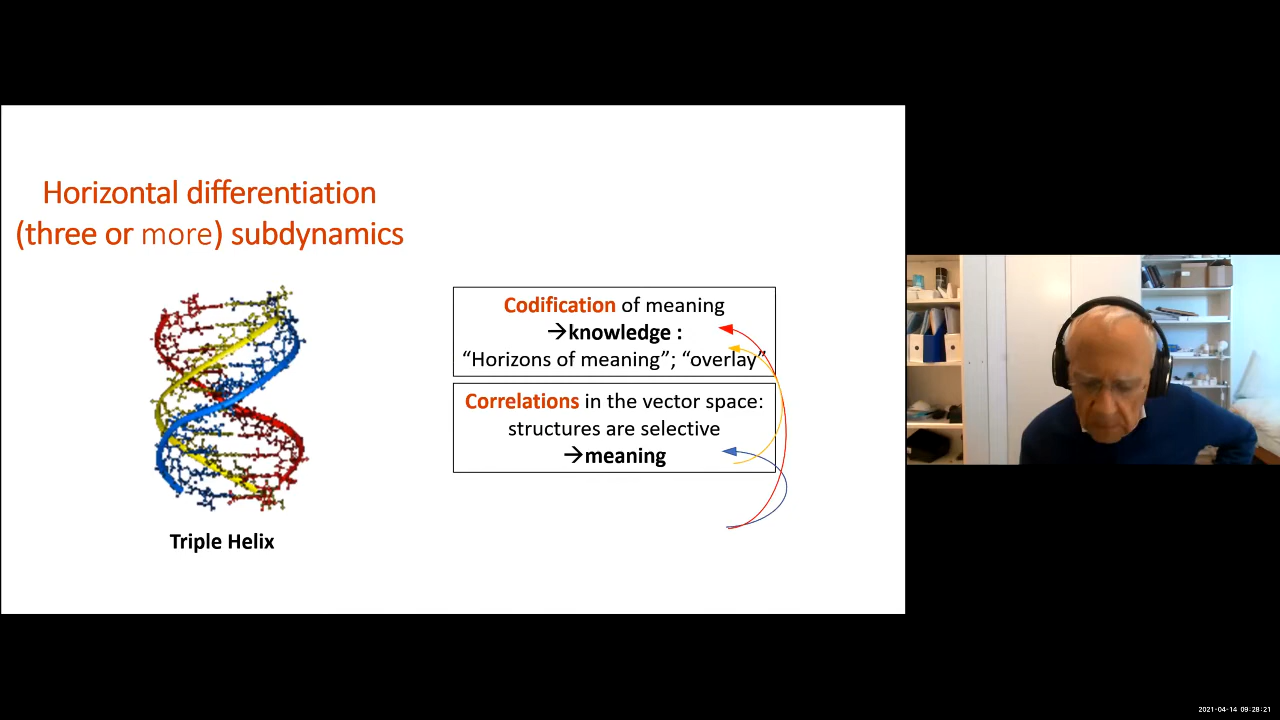 Horizontal differentiation
(three or more) subdynamics
Triple Helix
Codification of meaning
→knowledge :
“Horizons of meaning”; “overlay”
Correlations in the vector space:
structures are selective
→meaning
2021-04-14 09:28:21